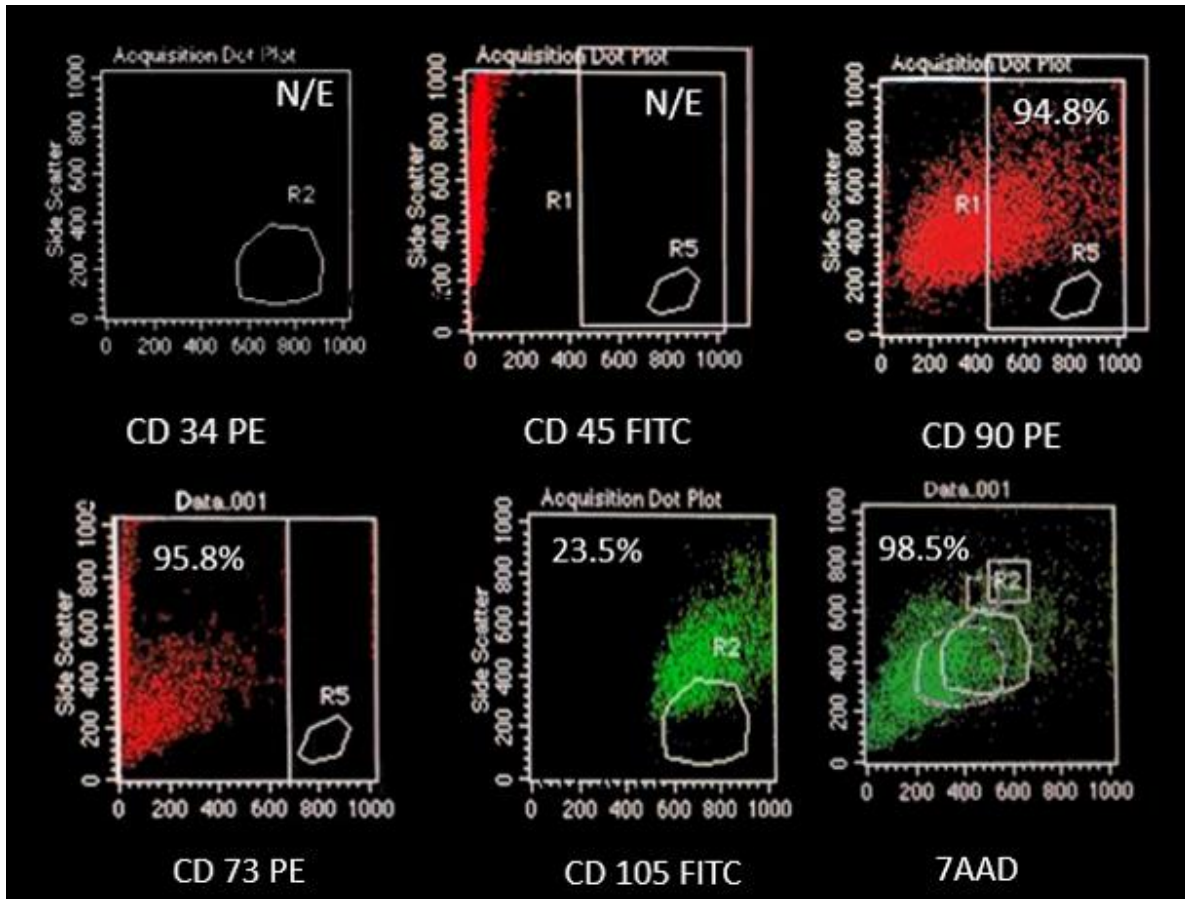 Acquisition Dot Plot
N/E
Side Scatter
0 200 400 600 800 1000
R2
0 200 400 600 800 1000
CD 34 PE
Acquisition Dot Plot
N/E
Side Scatter
0 200 400 600 800 1000
R1
R5
0 200 400 600 800 1000
CD 45 FITC
Acquisition Dot Plot
94.8%
Side Scatter
0 200 400 600 800 1000
R1
R5
0 200 400 600 800 1000
CD 90 PE
Data.001
95.8%
Side Scatter
0 200 400 600 800 1000
R5
0 200 400 600 800 1000
CD 73 PE
Acquisition Dot Plot
23.5%
Side Scatter
0 200 400 600 800 1000
R2
0 200 400 600 800 1000
CD 105 FITC
Data.001
98.5%
Side Scatter
0 200 400 600 800 1000
R2
0 200 400 600 800 1000
7AAD